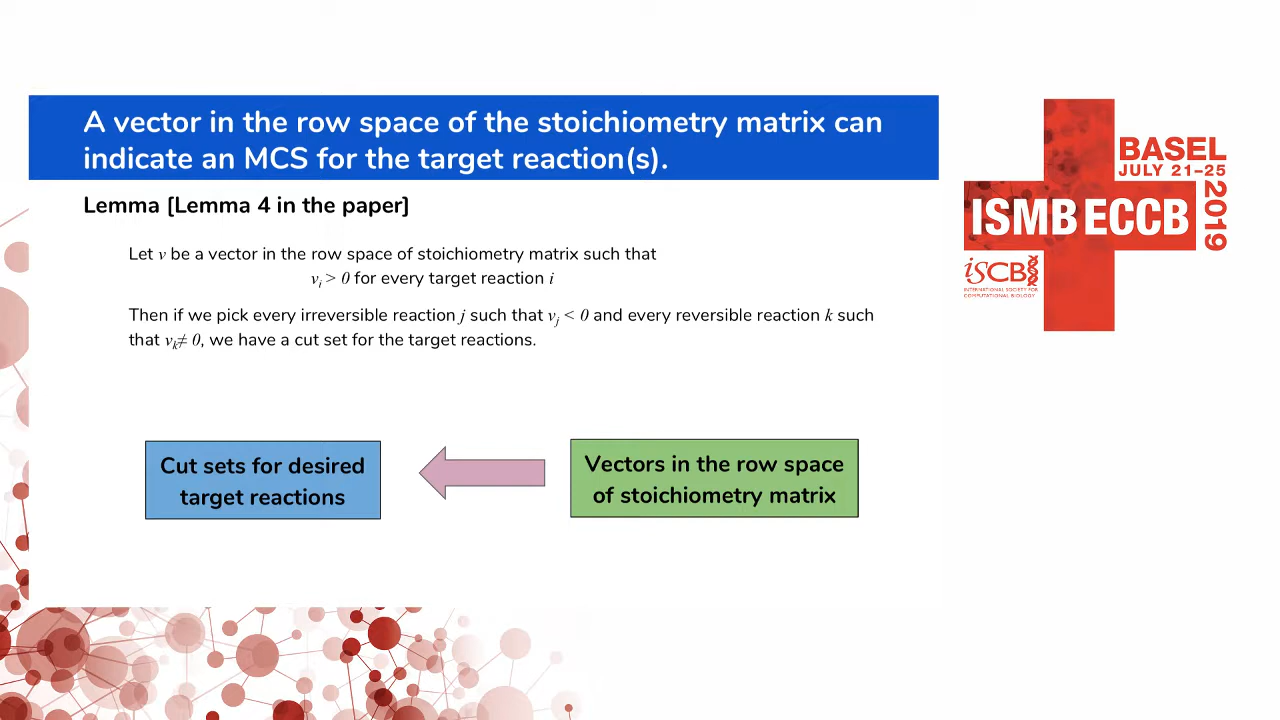 A vector in the row space of the stoichiometry matrix can
indicate an MCS for the target reaction(s).
Lemma [Lemma 4 in the paper]
Let v be a vector in the row space of stoichiometry matrix such that
vi > 0 for every target reaction i
Then if we pick every irreversible reaction j such that vj < 0 and every reversible reaction k such
that vk≠ 0, we have a cut set for the target reactions.
Cut sets for desired
target reactions
Vectors in the row space
of stoichiometry matrix
BASEL
JULY 21–25
2019
ISMB ECCB
ISCB
INTERNATIONAL SOCIETY FOR
COMPUTATIONAL BIOLOGY